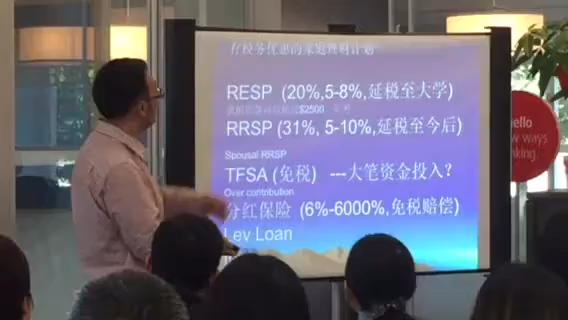 有税务优惠的家庭理财计划
RESP (20%,5-8%,延税至大学)
$2500
RRSP (31%, 5-10%,延税至今后)
Spousal RRSP
TFSA (免税) ---大笔资金投入?
Over contribution
分红保险 (6%-6000%,免税赔偿)
Lev Loan
ello
w ways
nking.